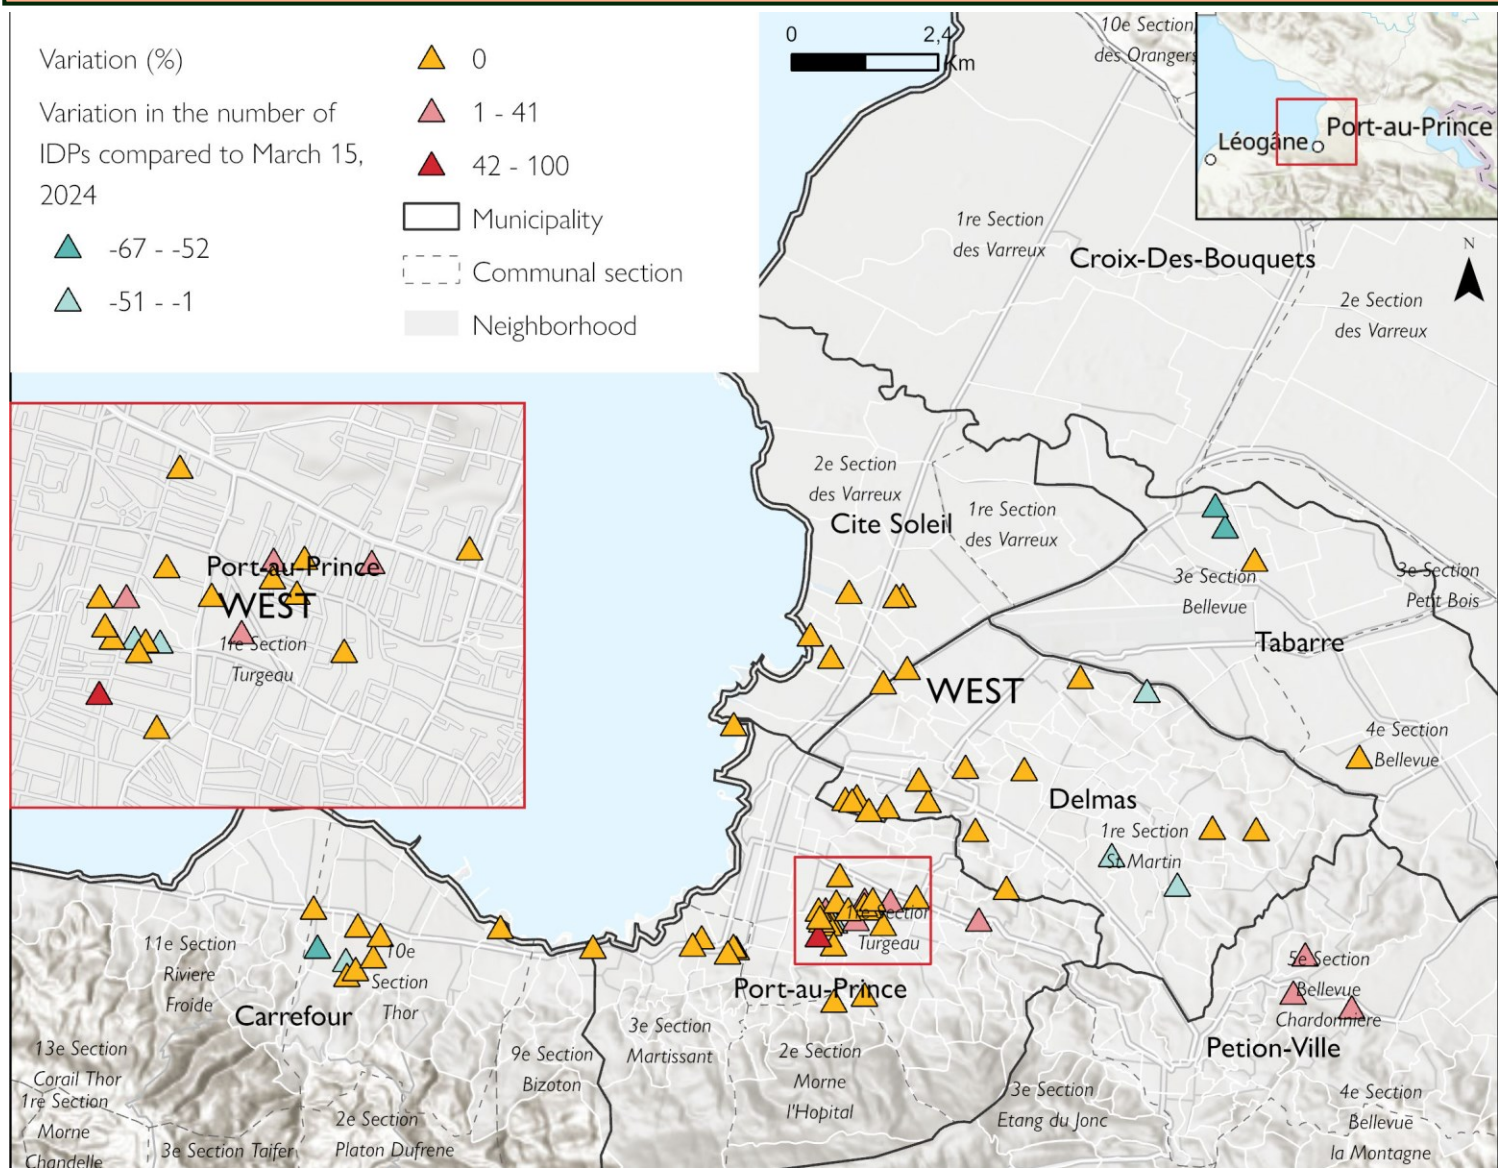 Variation (%)
Variation in the number of
IDPs compared to March 15,
2024
-67 - -52
-51 - -1
0
1 - 41
42 - 100
Municipality
Communal section
Neighborhood
0
2,4
Km
10e Section
des Orangers
Léogâne
Port-au-Prince
N
1re Section
des Varreux
Croix-Des-Bouquets
2e Section
des Varreux
Port-au-Prince
WEST
1re Section
Turgeau
2e Section
des Varreux
Cite Soleil
1re Section
des Varreux
3e Section
Bellevue
3e Section
Petit Bois
Tabarre
WEST
4e Section
Bellevue
Delmas
1re Section
St Martin
1re Section
Turgeau
11e Section
Riviere
Froide
10e
Section
Thor
Carrefour
Port-au-Prince
5e Section
Bellevue
Chardonniere
Petion-Ville
3e Section
Martissant
9e Section
Bizoton
2e Section
Morne
l'Hopital
13e Section
Corail Thor
1re Section
Morne
Chandelle
3e Section Taifer
2e Section
Platon Dufrene
3e Section
Etang du Jonc
4e Section
Bellevue
la Montagne